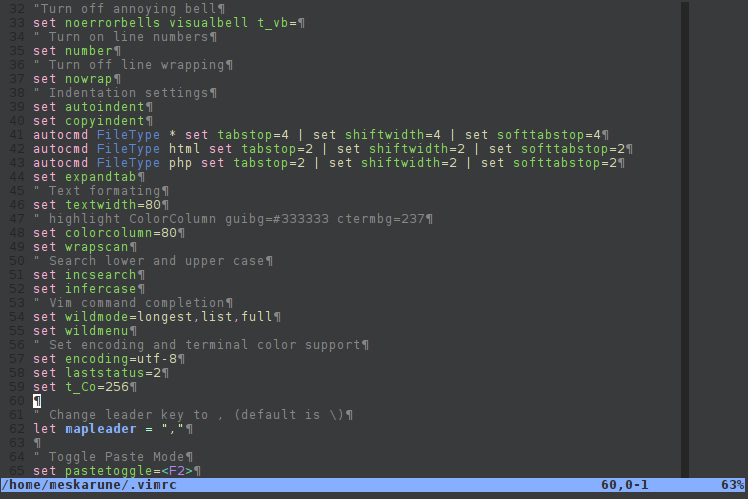 32 "Turn off annoying bell¶
33 set noerrorbells visualbell t_vb=¶
34 " Turn on line numbers¶
35 set number¶
36 " Turn off line wrapping¶
37 set nowrap¶
38 " Indentation settings¶
39 set autoindent¶
40 set copyindent¶
41 autocmd FileType * set tabstop=4 | set shiftwidth=4 | set softtabstop=4¶
42 autocmd FileType html set tabstop=2 | set shiftwidth=2 | set softtabstop=2¶
43 autocmd FileType php set tabstop=2 | set shiftwidth=2 | set softtabstop=2¶
44 set expandtab¶
45 " Text formating¶
46 set textwidth=80¶
47 " highlight ColorColumn guibg=#333333 ctermbg=237¶
48 set colorcolumn=80¶
49 set wrapscan¶
50 " Search lower and upper case¶
51 set incsearch¶
52 set infercase¶
53 " Vim command completion¶
54 set wildmode=longest,list,full¶
55 set wildmenu¶
56 " Set encoding and terminal color support¶
57 set encoding=utf-8¶
58 set laststatus=2¶
59 set t_Co=256¶
60 ¶
61 " Change leader key to , (default is \)¶
62 let mapleader = ","¶
63 ¶
64 " Toggle Paste Mode¶
65 set pastetoggle=<F2>¶
/home/meskarune/.vimrc 60,0-1 63%